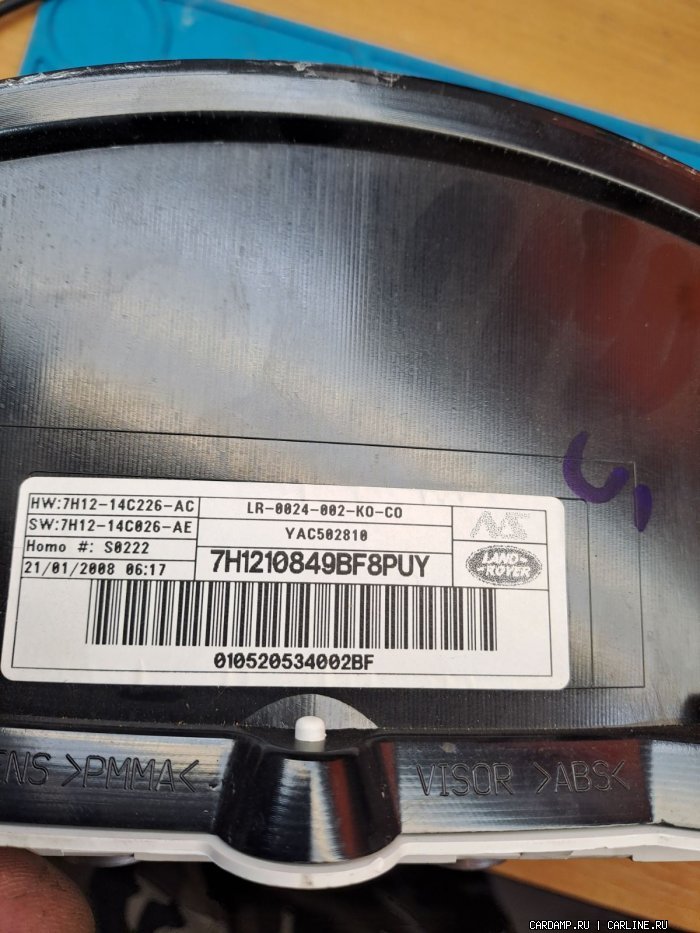 HW:7H12-14C226-AC
SW:7H12-14C026-AE
Homo #: S0222
21/01/2008 06:17
LR-0024-002-KO-CO
YAC502810
7H1210849BF8PUY
LAND-
-ROVER
010520534002BF
ENS >PMMA<
VISOR >ABS<
CARDAMP.RU | CARLINE.RU